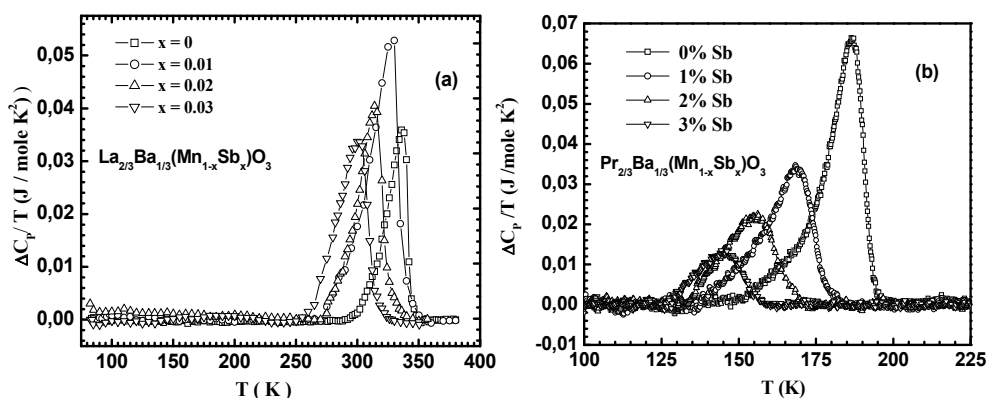 (a)
x = 0
x = 0.01
x = 0.02
x = 0.03
La2/3Ba1/3(Mn1-xSbx)O3
ΔCP/ T (J / mole K2) )
0,05
0,04
0,03
0,02
0,01
0,00
100 150 200 250 300 350 400
T ( K )
(b)
0% Sb
1% Sb
2% Sb
3% Sb
Pr2/3Ba1/3(Mn1-xSbx)O3
ΔCP /T (J /mole K2)
0,07
0,06
0,05
0,04
0,03
0,02
0,01
0,00
-0,01
100 125 150 175 200 225
T (K)